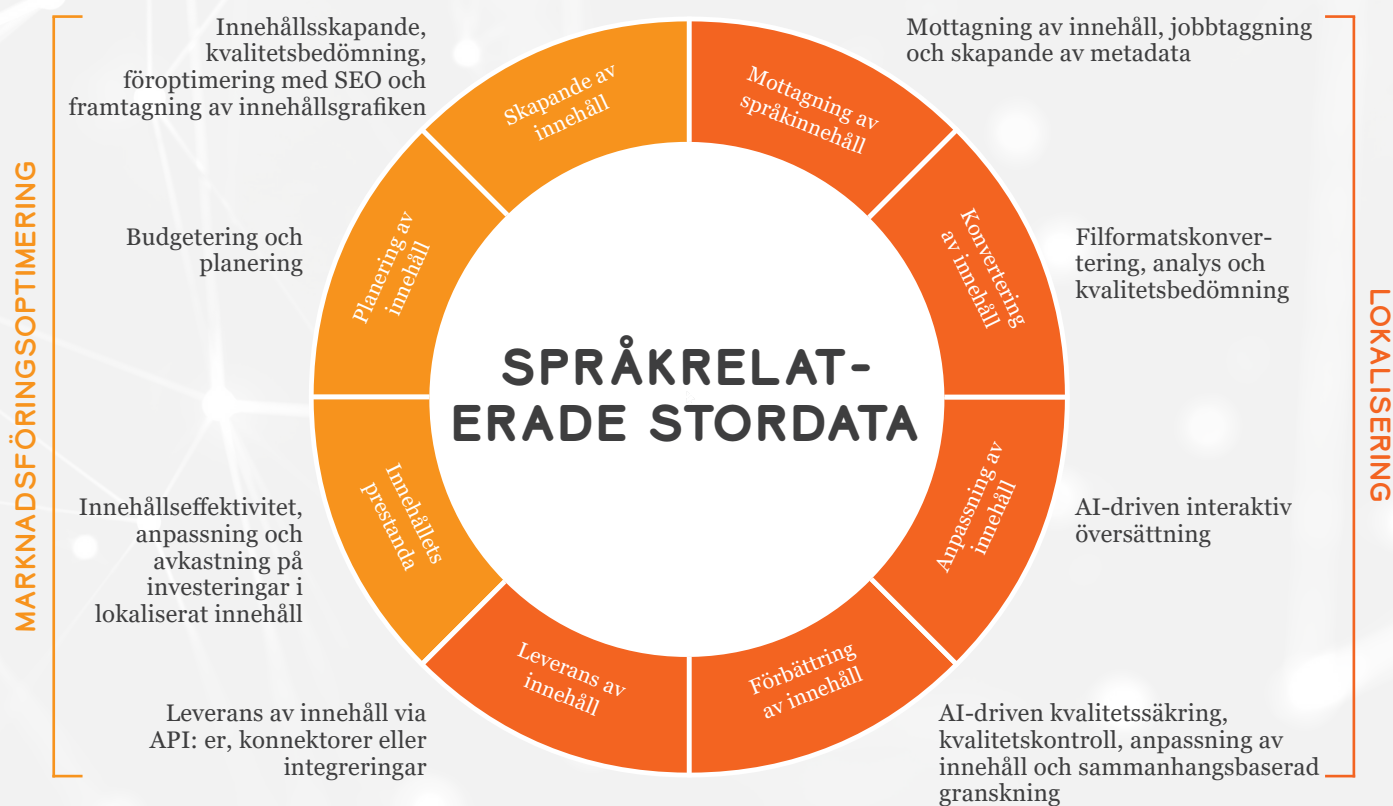 MARKNADSFÖRINGSOPTIMERING
Innehållsskapande,
kvalitetsbedömning,
föroptimering med SEO och
framtagning av innehållsgrafiken
Budgetering och
planering
Innehållseffektivitet,
anpassning och
avkastning på
investeringar i
lokaliserat innehåll
Leverans av innehåll via
API: er, konnektorer eller
integreringar
Skapande av
innehåll
Planering av
innehåll
Innehållets
prestanda
Leverans av
innehåll
SPRÅKRELAT-
ERADE STORDATA
Mottagning av
språkinnehåll
Konvertering
av innehåll
Anpassning av
innehåll
Förbättring
av innehåll
Mottagning av innehåll, jobbtaggning
och skapande av metadata
Filformatskonver-
tering, analys och
kvalitetsbedömning
AI-driven interaktiv
översättning
AI-driven kvalitetssäkring,
kvalitetskontroll, anpassning av
innehåll och sammanhangsbaserad
granskning
LOKALISERING